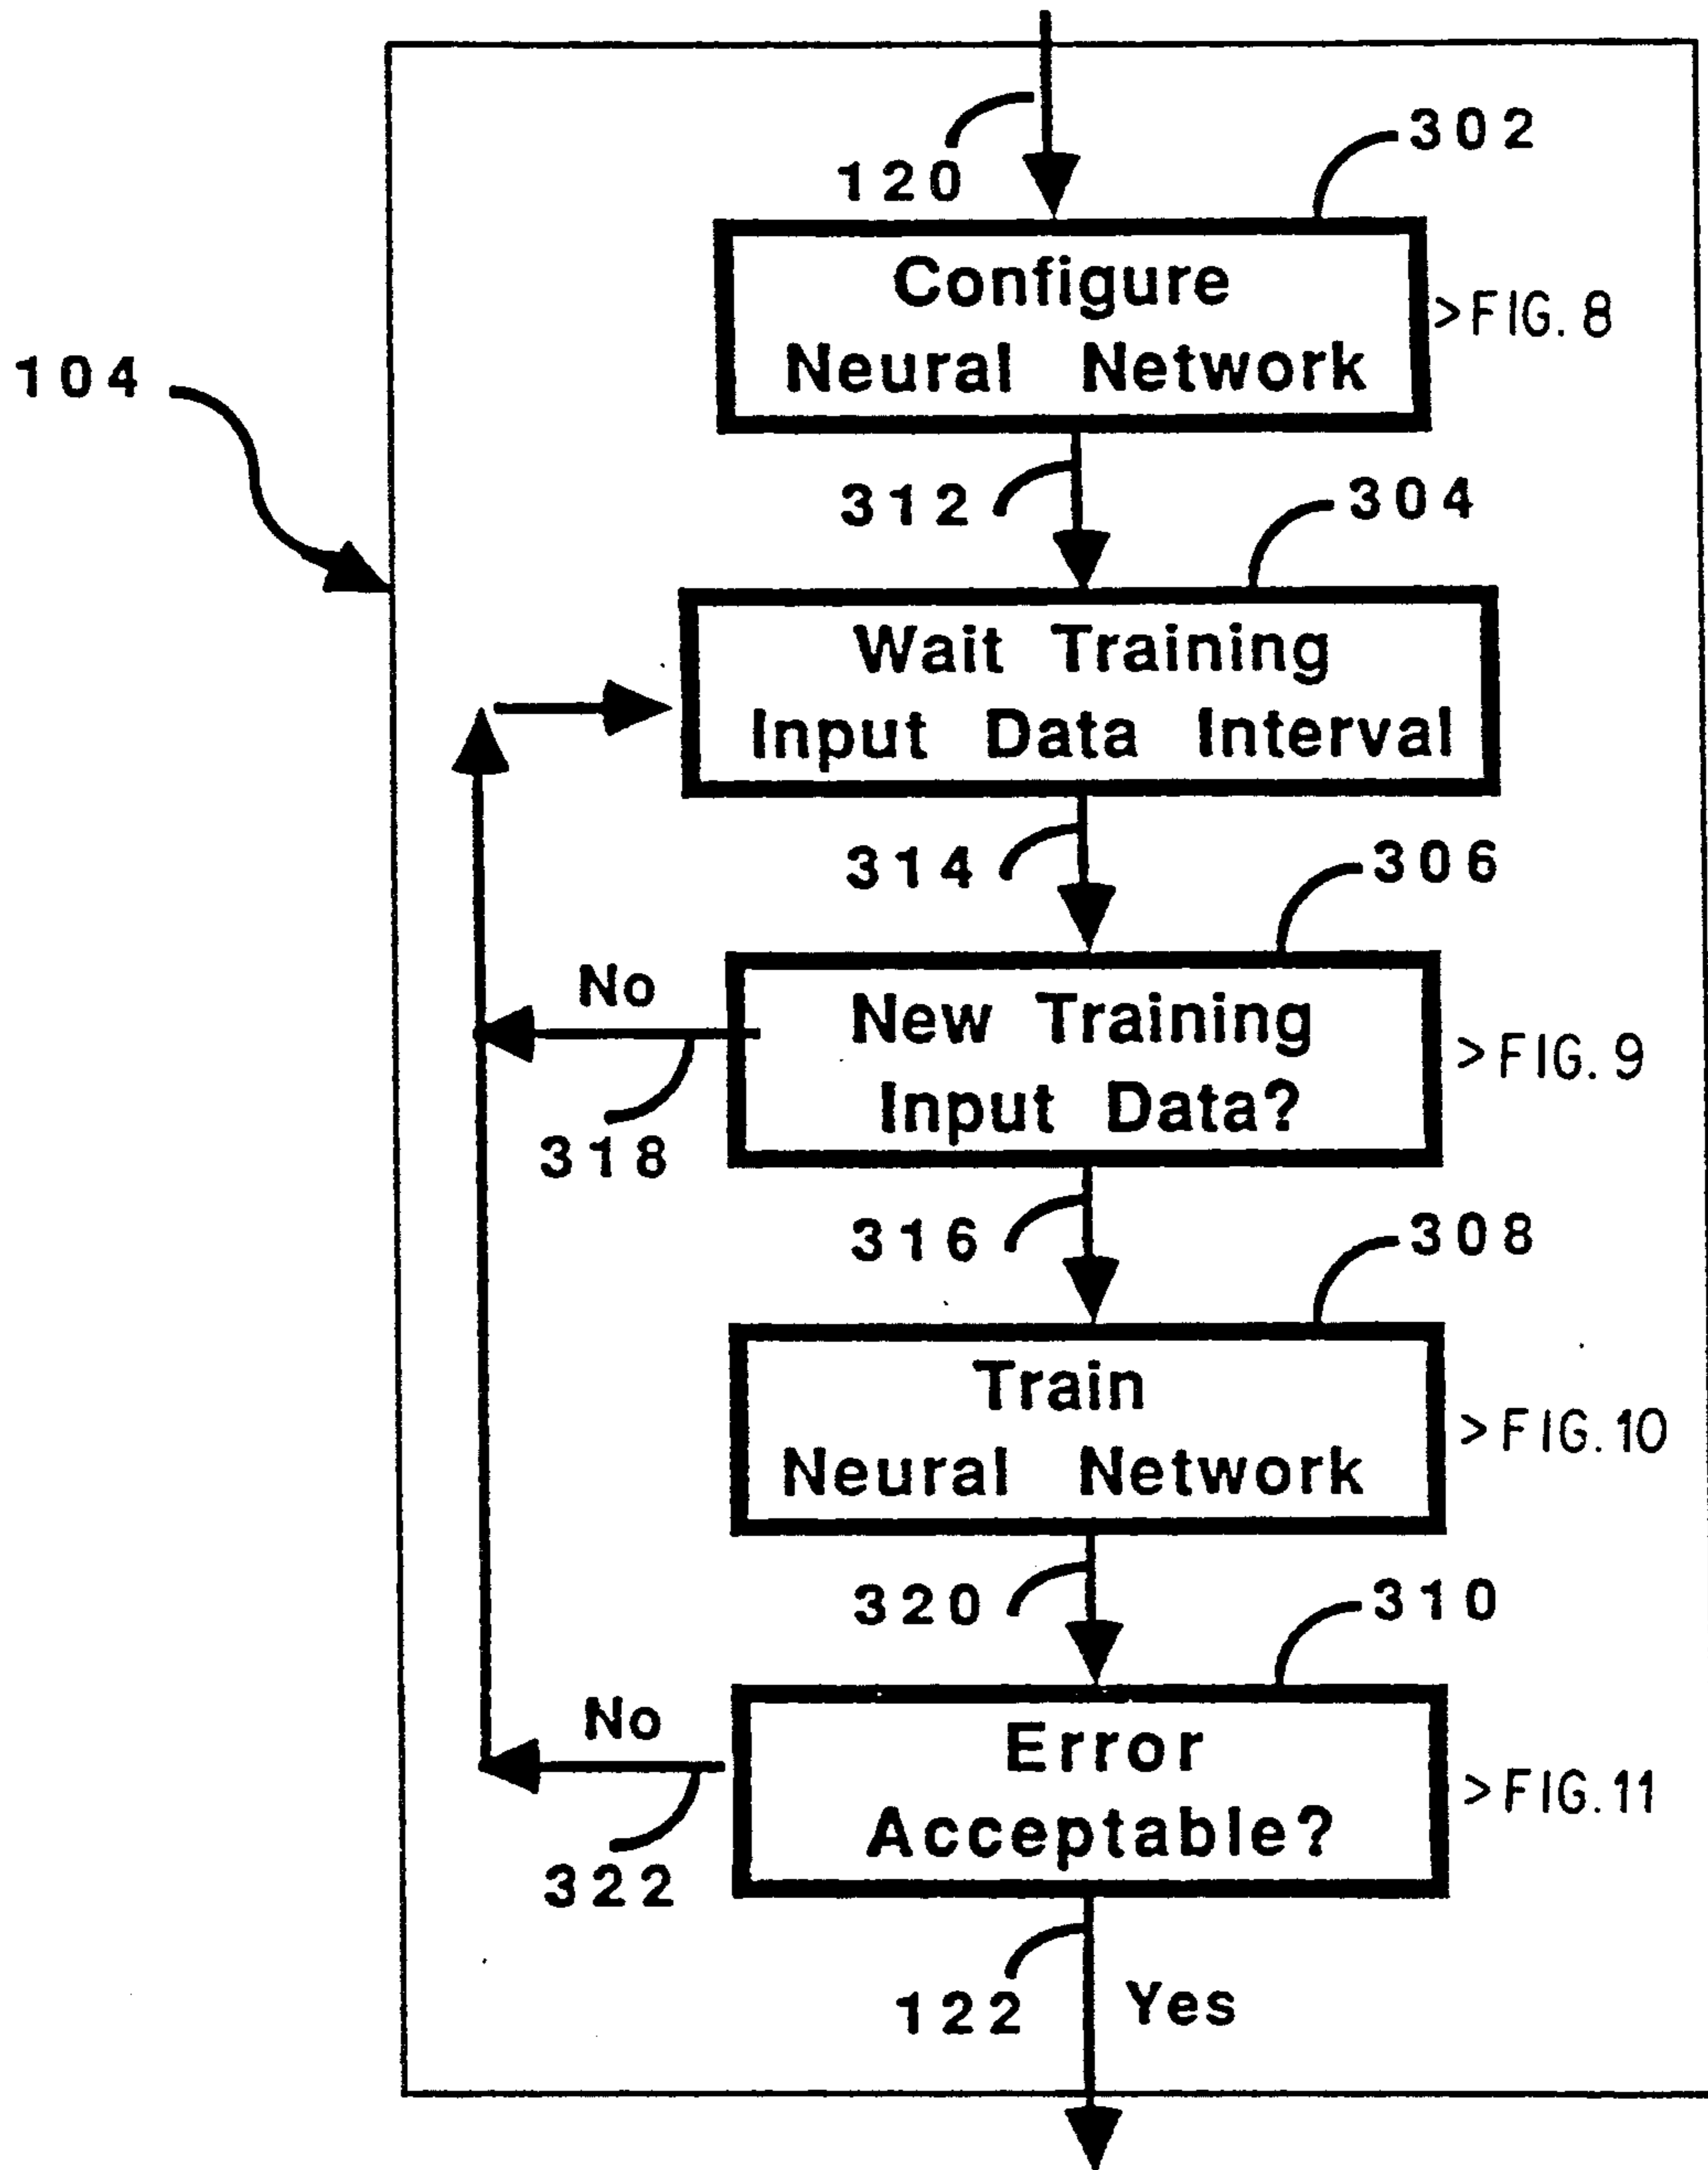 120
302
Configure
Neural Network
>FIG. 8
104
312
304
Wait Training
Input Data Interval
314
306
No
New Training
Input Data?
>FIG. 9
318
316
308
Train
Neural Network
>FIG. 10
320
310
No
Error
Acceptable?
>FIG. 11
322
122
Yes